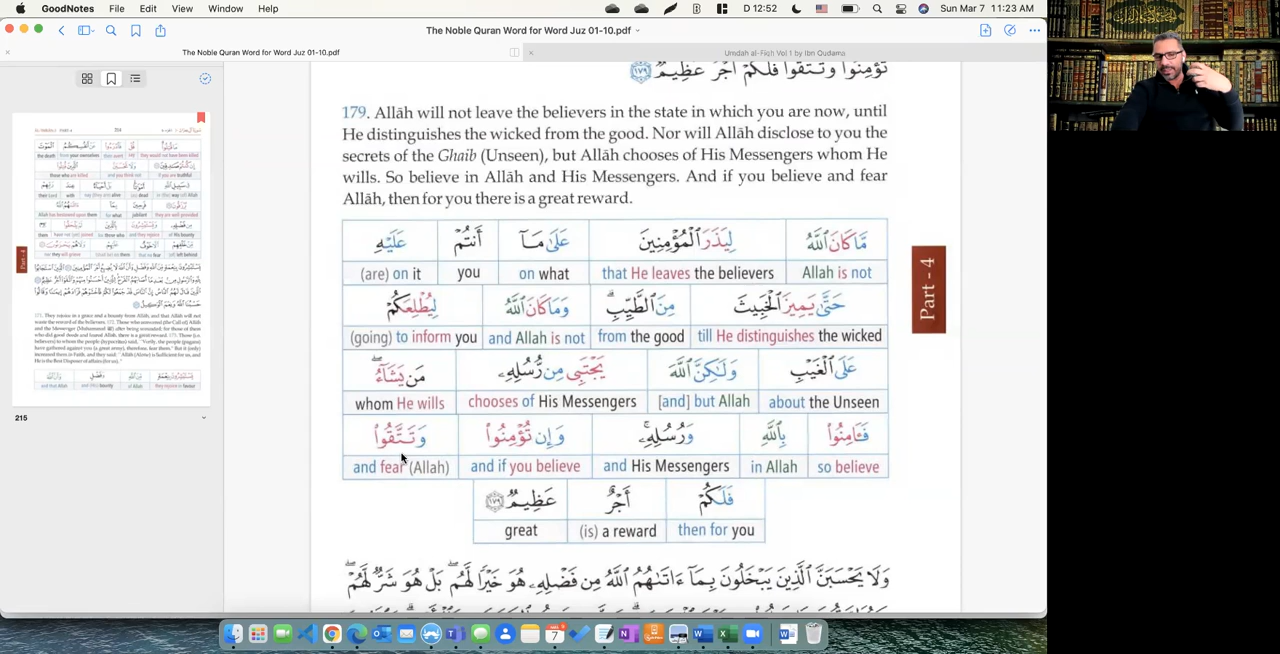 GoodNotes File Edit View Window Help
D 12:52
Sun Mar 7 11:23 AM
The Noble Quran Word for Word Juz 01-10.pdf
The Noble Quran Word for Word Juz 01-10.pdf
Umdah al-Fiqh Vol 1 by Ibn Qudama
تُؤْمِنُوا۟ وَتَتَّقُوا۟ فَلَكُمْ أَجْرٌ عَظِيمٌ ١٧٩
179. Allāh will not leave the believers in the state in which you are now, until
He distinguishes the wicked from the good. Nor will Allāh disclose to you the
secrets of the Ghaib (Unseen), but Allāh chooses of His Messengers whom He
wills. So believe in Allāh and His Messengers. And if you believe and fear
Allāh, then for you there is a great reward.
مَّا كَانَ ٱللَّهُ لِيَذَرَ ٱلْمُؤْمِنِينَ عَلَىٰ مَآ أَنتُمْ عَلَيْهِ
(are) on it you on what that He leaves the believers Allah is not
حَتَّىٰ يَمِيزَ ٱلْخَبِيثَ مِنَ ٱلطَّيِّبِ ۗ وَمَا كَانَ ٱللَّهُ لِيُطْلِعَكُمْ
(going) to inform you and Allah is not from the good till He distinguishes the wicked
عَلَى ٱلْغَيْبِ وَلَـٰكِنَّ ٱللَّهَ يَجْتَبِى مِن رُّسُلِهِۦ مَن يَشَآءُ ۖ
whom He wills chooses of His Messengers [and] but Allah about the Unseen
فَـَٔامِنُوا۟ بِٱللَّهِ وَرُسُلِهِۦ ۚ وَإِن تُؤْمِنُوا۟ وَتَتَّقُوا۟
and fear (Allah) and if you believe and His Messengers in Allah so believe
فَلَكُمْ أَجْرٌ عَظِيمٌ ١٧٩
great (is) a reward then for you
وَلَا يَحْسَبَنَّ ٱلَّذِينَ يَبْخَلُونَ بِمَآ ءَاتَىٰهُمُ ٱللَّهُ مِن فَضْلِهِۦ هُوَ خَيْرًا لَّهُم ۖ بَلْ هُوَ شَرٌّ لَّهُمْ ۖ
Part - 4
215